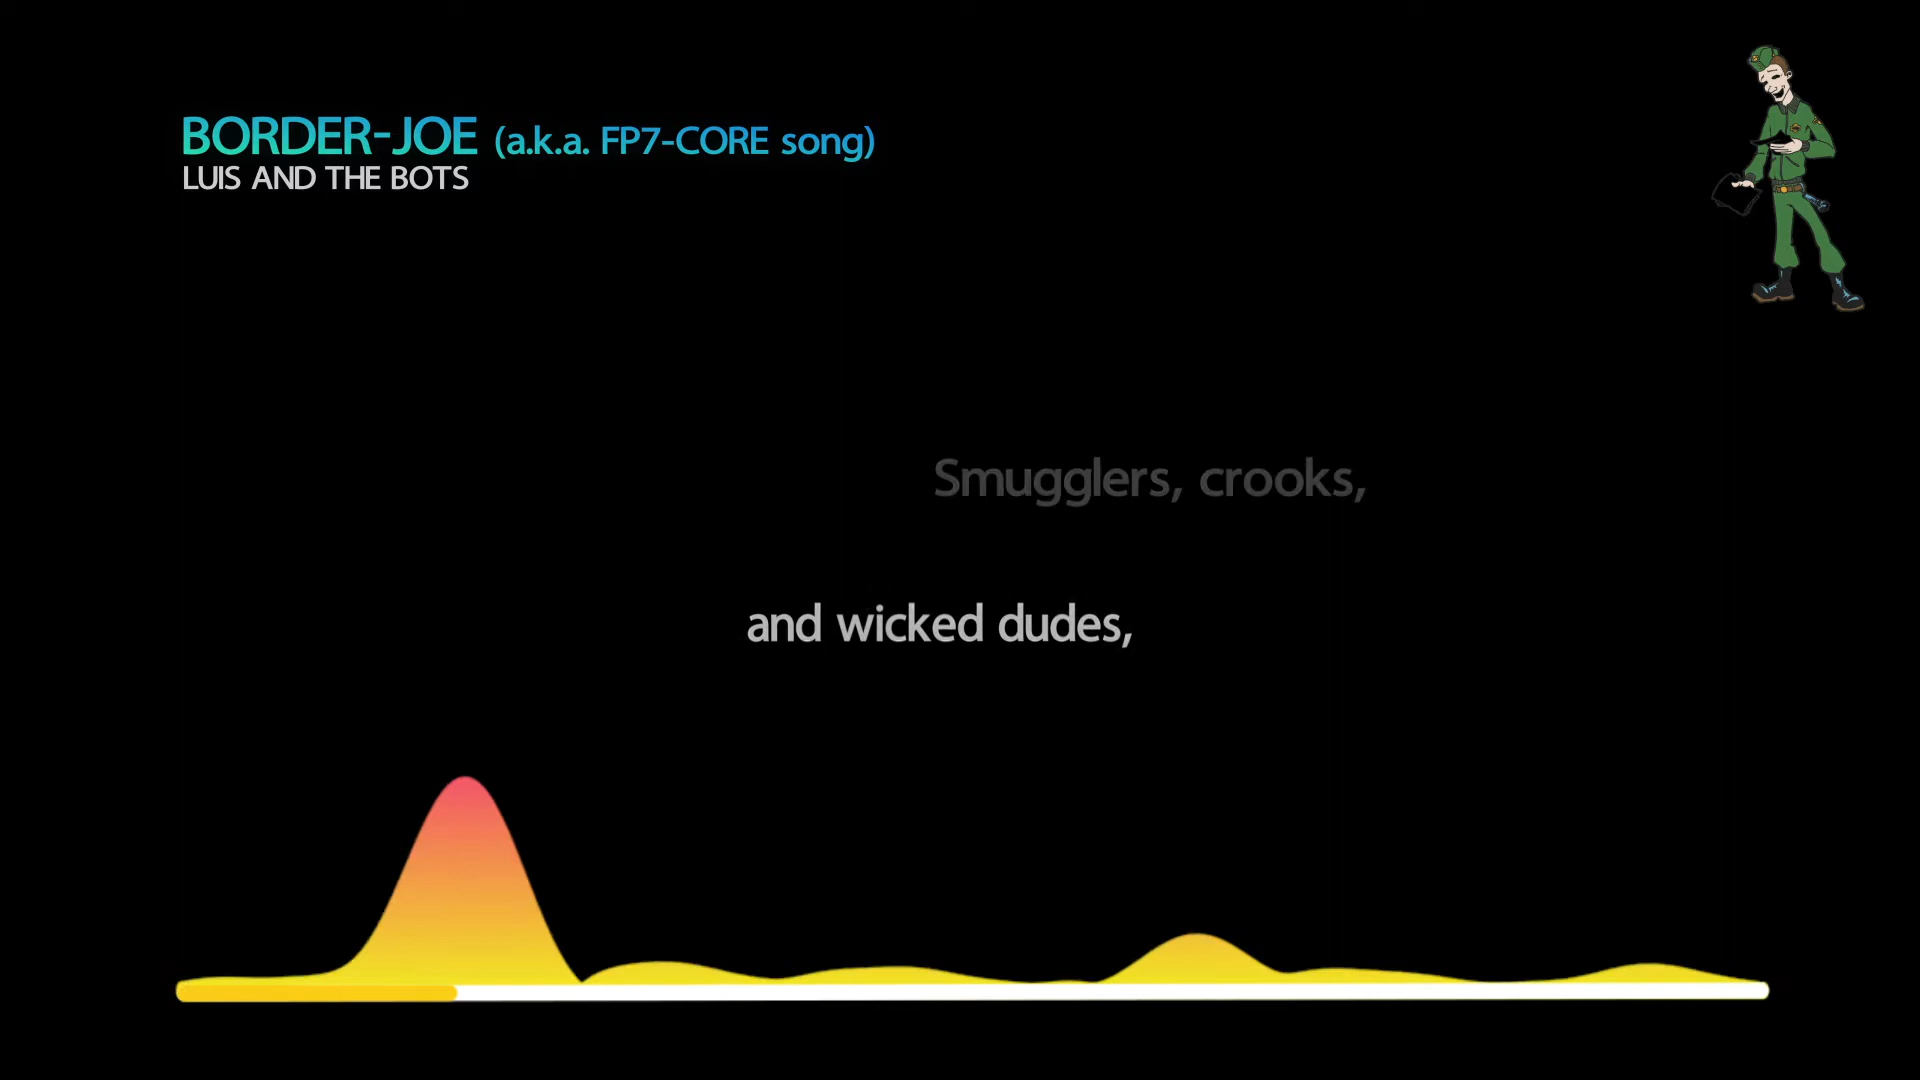 BORDER-JOE (a.k.a. FP7-CORE song)
LUIS AND THE BOTS
Smugglers, crooks,
and wicked dudes,